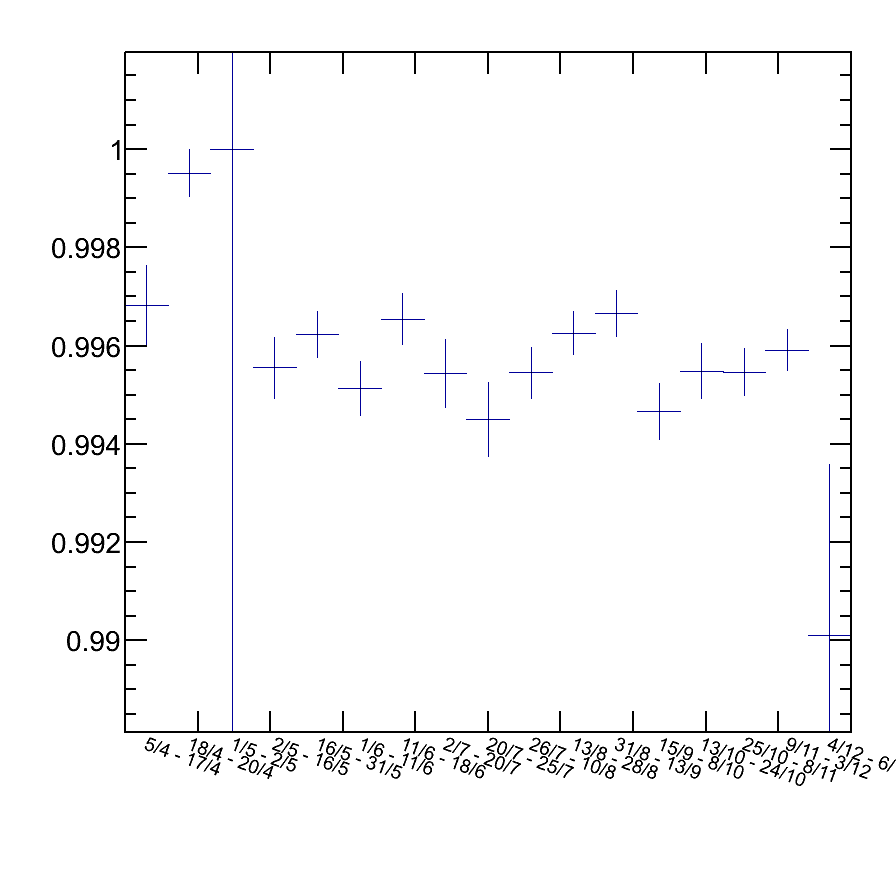 1
0.998
0.996
0.994
0.992
0.99
5/4 - 17/4
18/4 - 20/4
1/5 - 2/5
2/5 - 16/5
16/5 - 31/5
1/6 - 11/6
11/6 - 18/6
2/7 - 20/7
20/7 - 25/7
26/7 - 10/8
13/8 - 28/8
31/8 - 13/9
15/9 - 8/10
13/10 - 24/10
25/10 - 8/11
9/11 - 3/12
4/12 - 6/